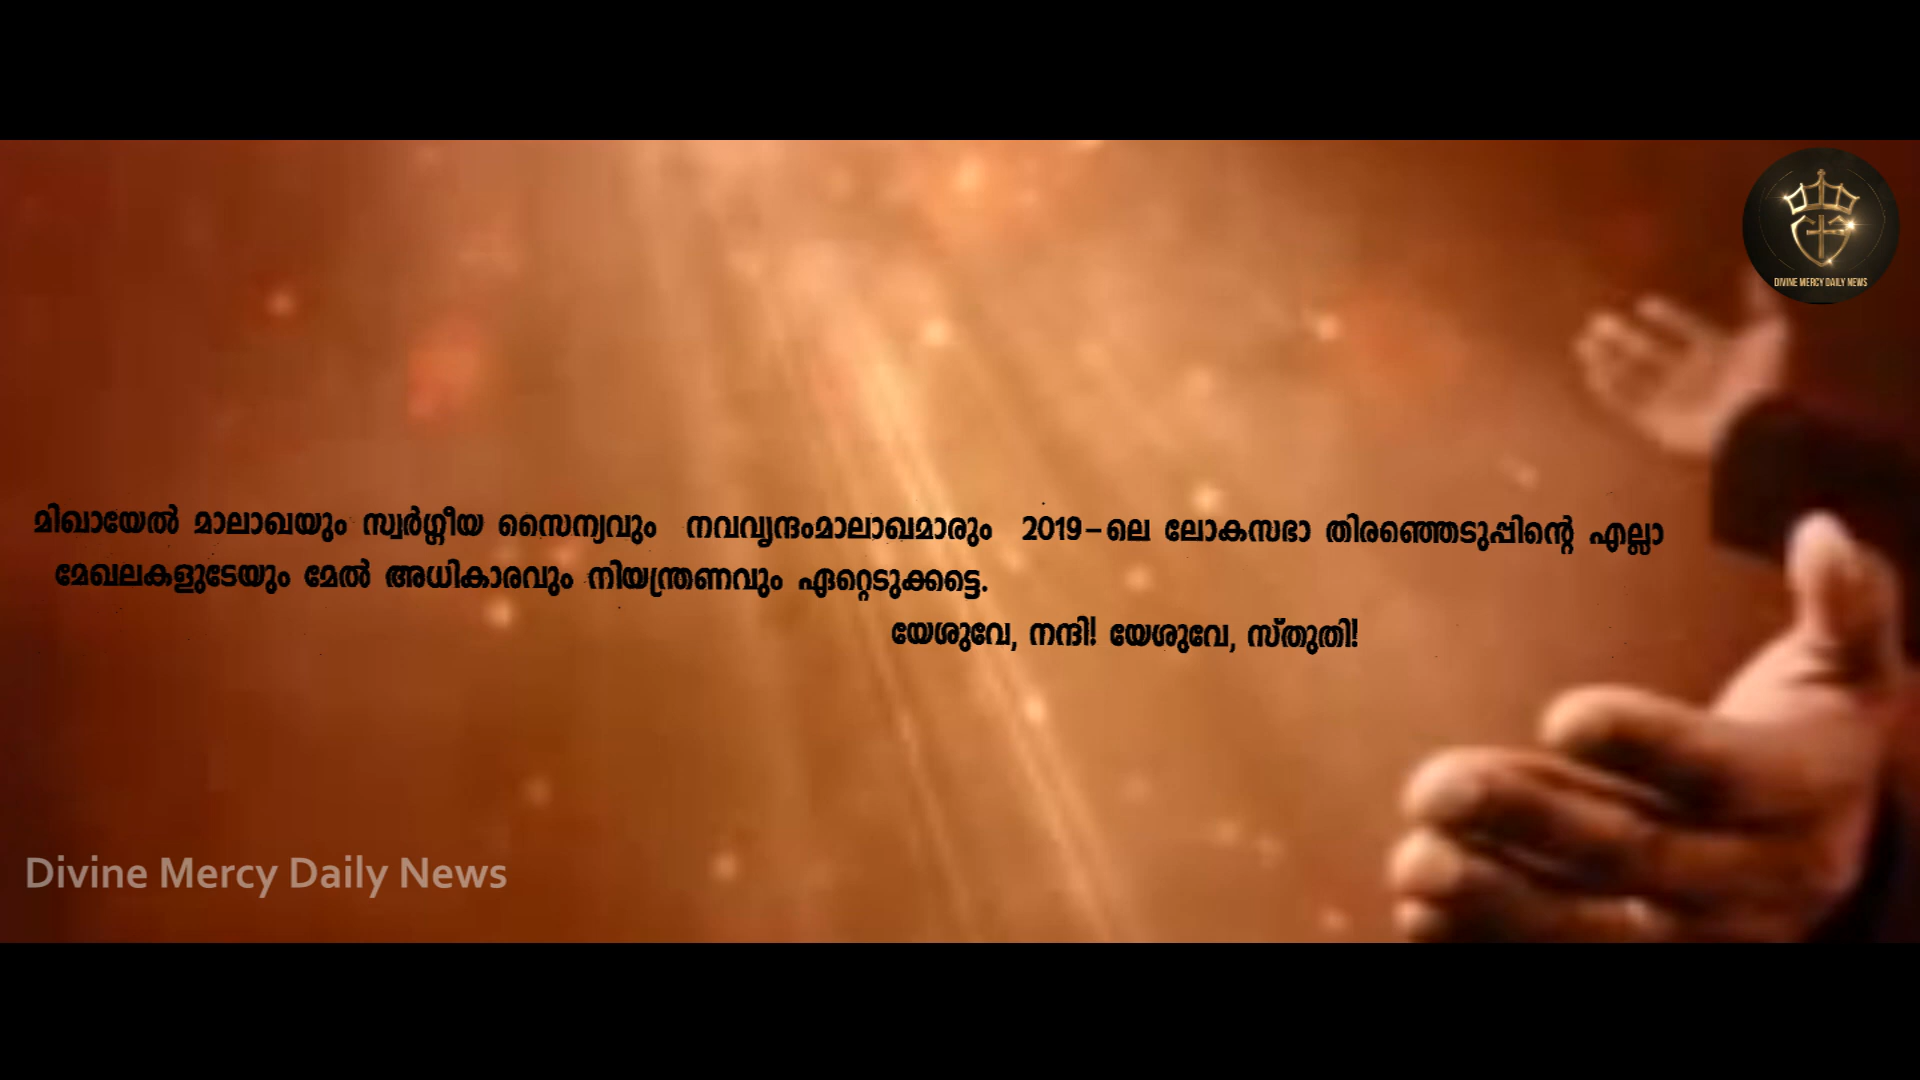 DIVINE MERCY DAILY NEWS
മിഖായേൽ മാലാഖയും സ്വർഗ്ഗീയ സൈന്യവും നവവൃന്ദംമാലാഖമാരും 2019-ലെ ലോകസഭാ തിരഞ്ഞെടുപ്പിന്റെ എല്ലാ
മേഖലകളുടേയും മേൽ അധികാരവും നിയന്ത്രണവും ഏറ്റെടുക്കട്ടെ.
യേശുവേ, നന്ദി! യേശുവേ, സ്തുതി!
Divine Mercy Daily News